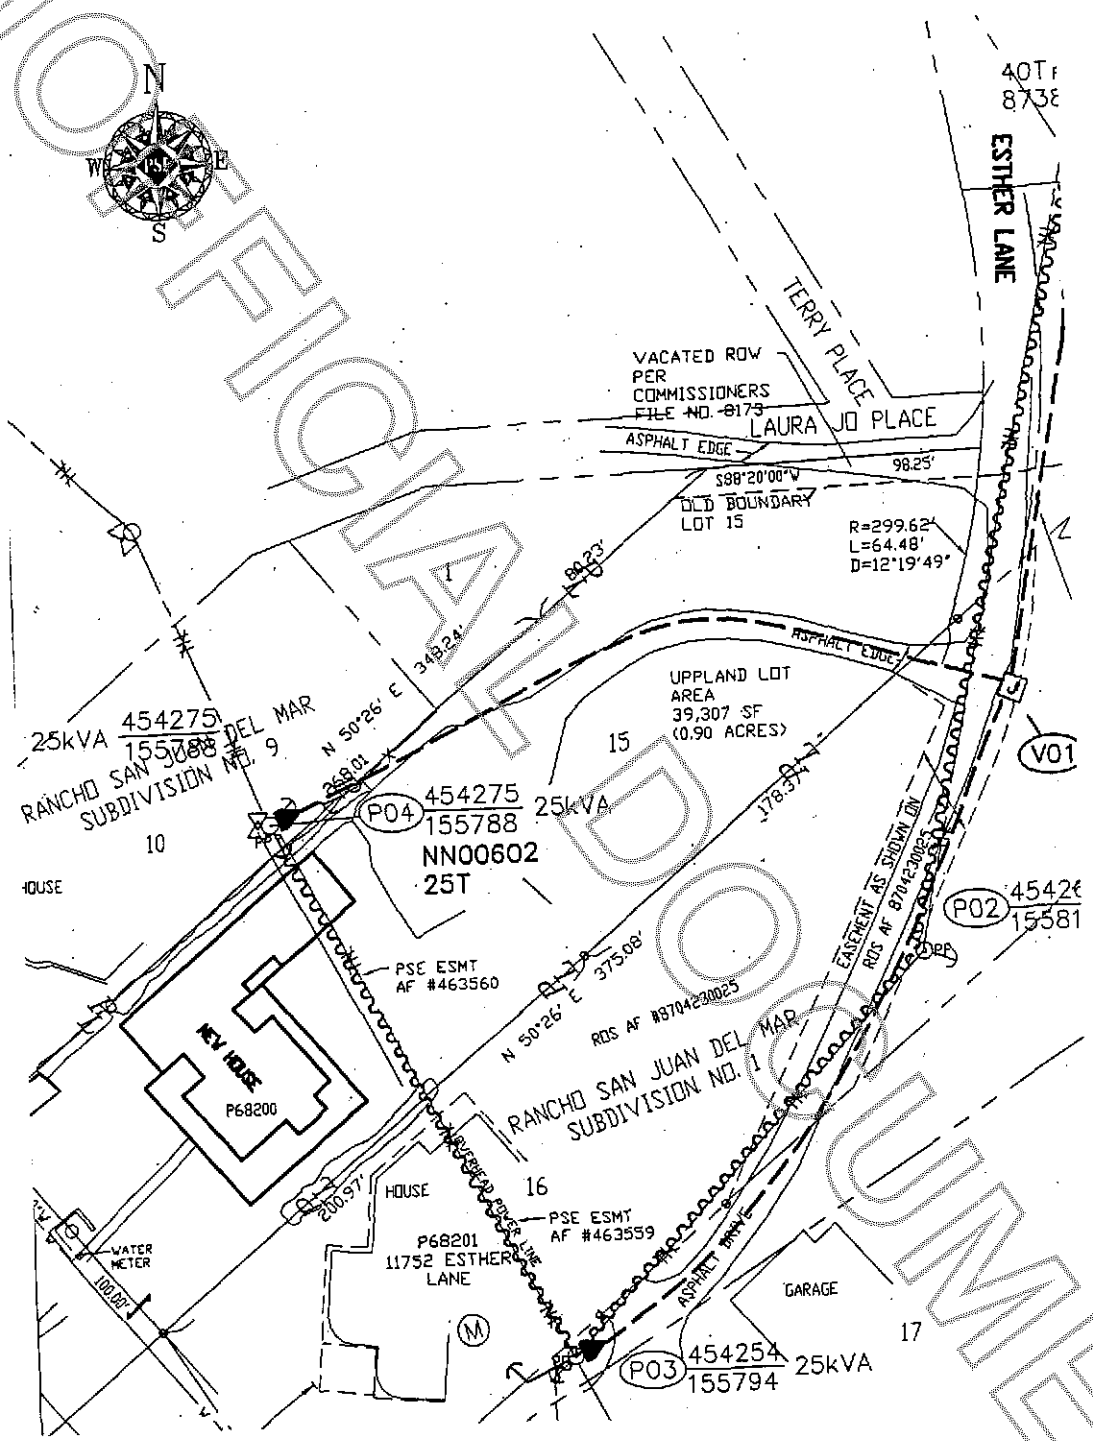 N
W
PSE
E
S
ESTHER LANE
TERRY PLACE
VACATED ROW
PER
COMMISSIONERS
FILE NO. 8173
LAURA JO PLACE
ASPHALT EDGE
98.25'
S88°20'00"W
OLD BOUNDARY
LOT 15
R=299.62'
L=64.48'
D=12°19'49"
80.23'
1
348.24'
N 50°26' E
268.01
ASPHALT EDGE
UPPLAND LOT
AREA
39,307 SF
(0.90 ACRES)
15
V01
25kVA 454275
155788
RANCHO SAN JUAN DEL MAR
SUBDIVISION NO. 9
10
P04 454275 25kVA
155788
NN00602
25T
178.37'
EASEMENT AS SHOWN ON
ROS AF 8704230025
P02
PP
PSE ESMT
AF #463560
N 50°26' E 375.08'
ROS AF #8704230025
RANCHO SAN JUAN DEL MAR
SUBDIVISION NO. 1
NEW HOUSE
P68200
OVERHEAD POWER LINE
HOUSE
16
200.97'
PSE ESMT
AF #463559
P68201
11752 ESTHER
LANE
WATER
METER
100.00'
M
ASPHALT DRIVE
GARAGE
17
P03 454254 25kVA
155794
UNOFFICIAL DOCUMENT